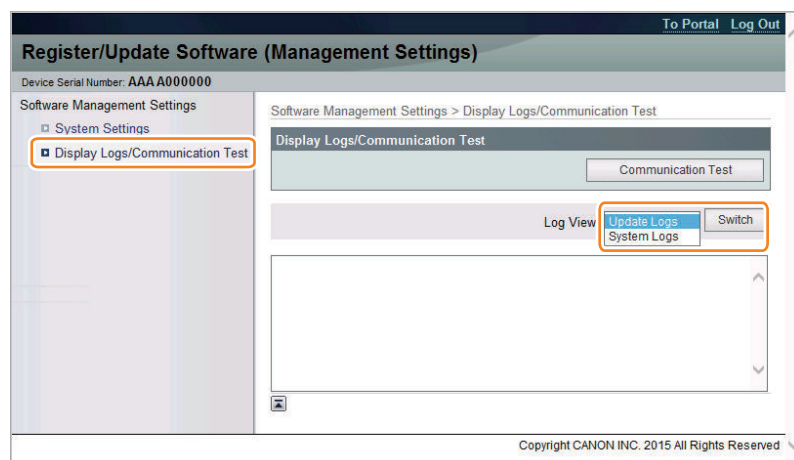 To Portal Log Out
Register/Update Software (Management Settings)
Device Serial Number: AAAA000000
Software Management Settings
System Settings
Display Logs/Communication Test
Software Management Settings > Display Logs/Communication Test
Display Logs/Communication Test
Communication Test
Log View Update Logs Switch
System Logs
Copyright CANON INC. 2015 All Rights Reserved